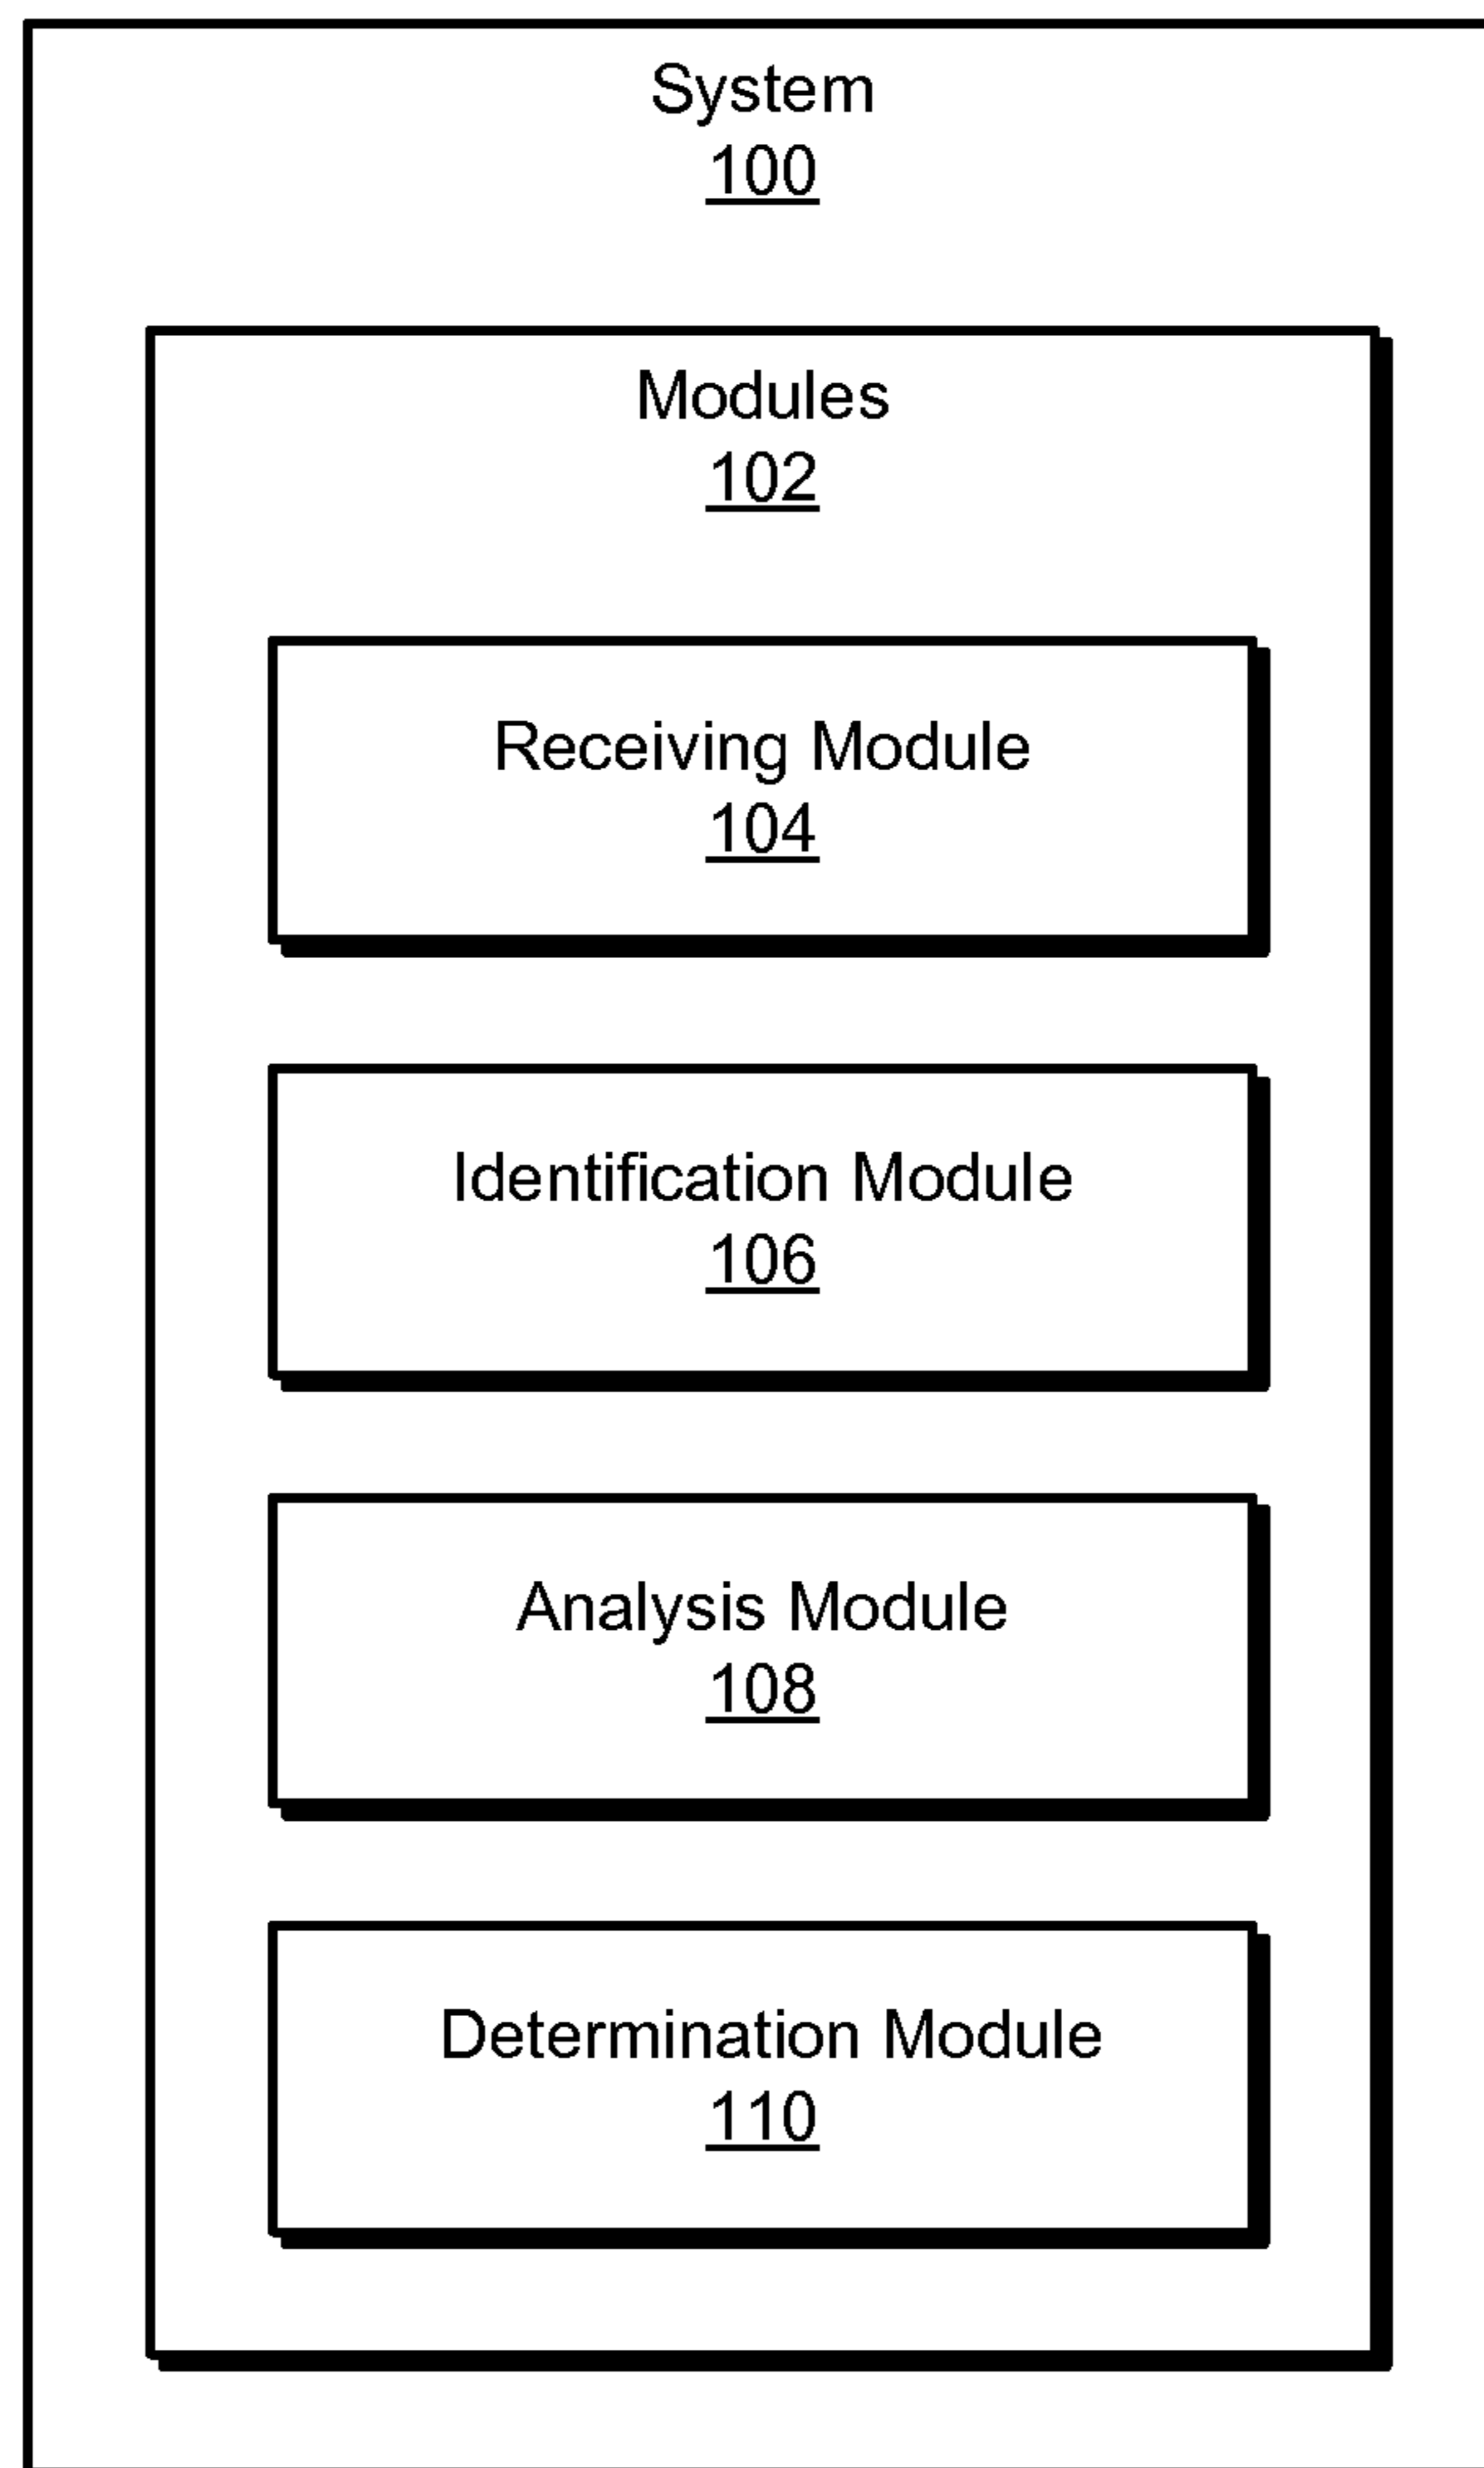 System
100
Modules
102
Receiving Module
104
Identification Module
106
Analysis Module
108
Determination Module
110